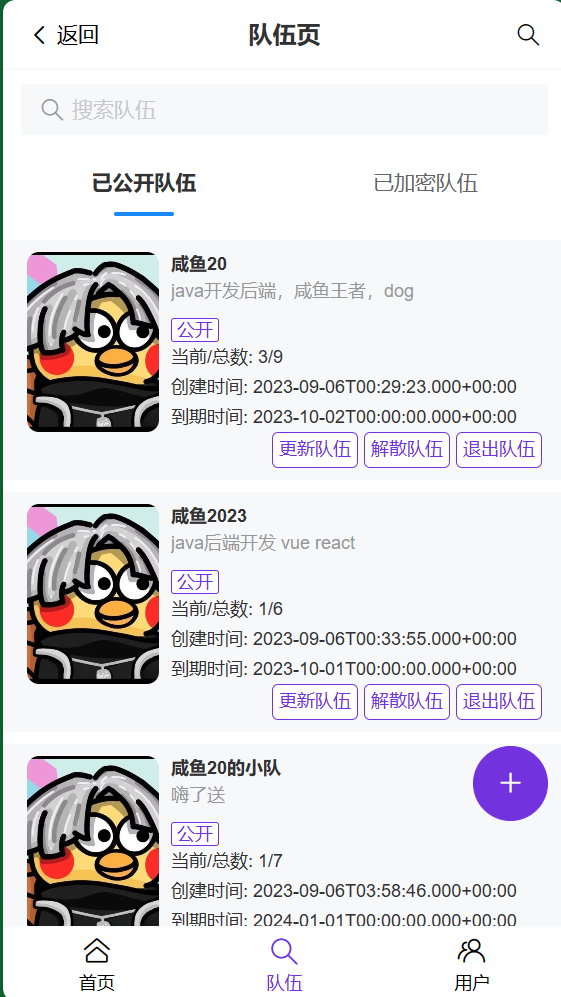 返回 队伍页
搜索队伍
已公开队伍 已加密队伍
咸鱼20
java开发后端，咸鱼王者，dog
公开
当前/总数: 3/9
创建时间: 2023-09-06T00:29:23.000+00:00
到期时间: 2023-10-02T00:00:00.000+00:00
更新队伍 解散队伍 退出队伍
咸鱼2023
java后端开发 vue react
公开
当前/总数: 1/6
创建时间: 2023-09-06T00:33:55.000+00:00
到期时间: 2023-10-01T00:00:00.000+00:00
更新队伍 解散队伍 退出队伍
咸鱼20的小队
嗨了送
公开
当前/总数: 1/7
创建时间: 2023-09-06T03:58:46.000+00:00
到期时间: 2024-01-01T00:00:00.000+00:00
首页 队伍 用户